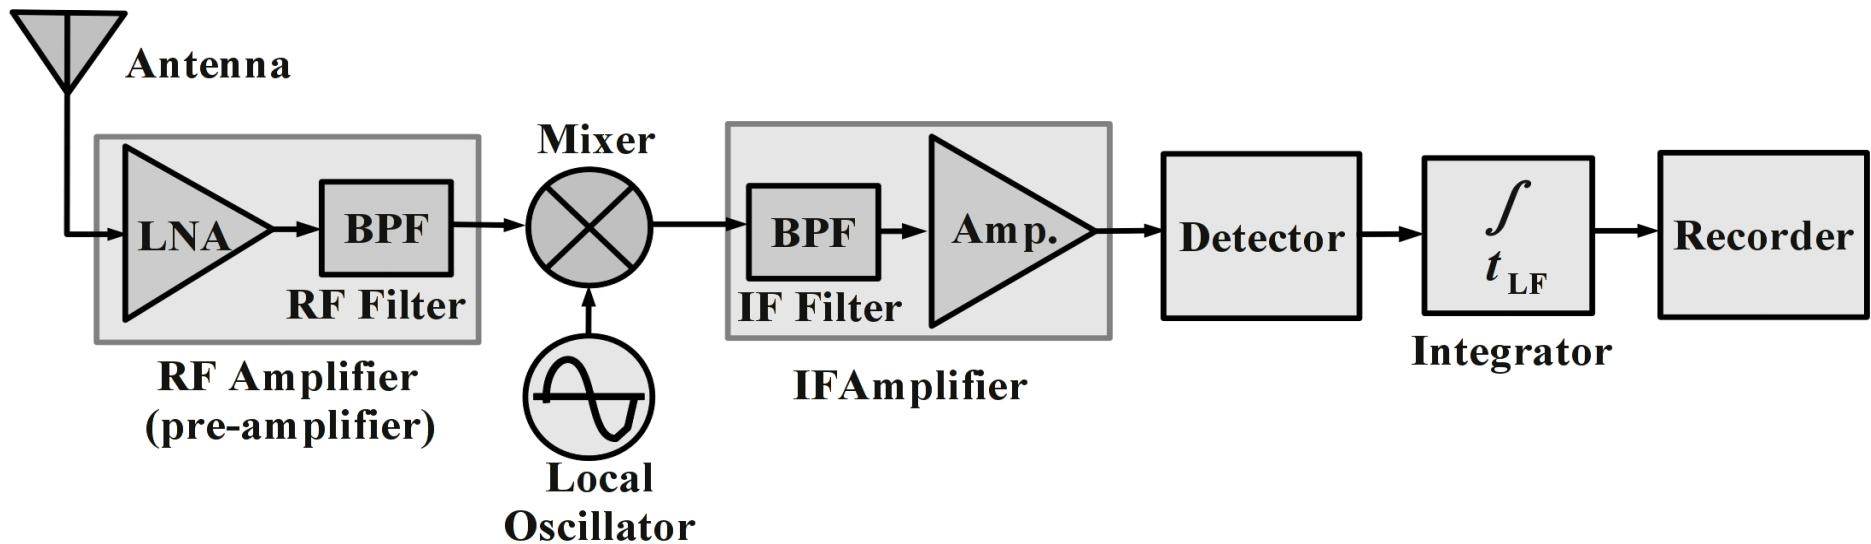 Antenna
LNA
BPF
RF Filter
RF Amplifier
(pre-amplifier)
Mixer
Local
Oscillator
BPF
IF Filter
Amp.
IFAmplifier
Detector
∫
t LF
Integrator
Recorder